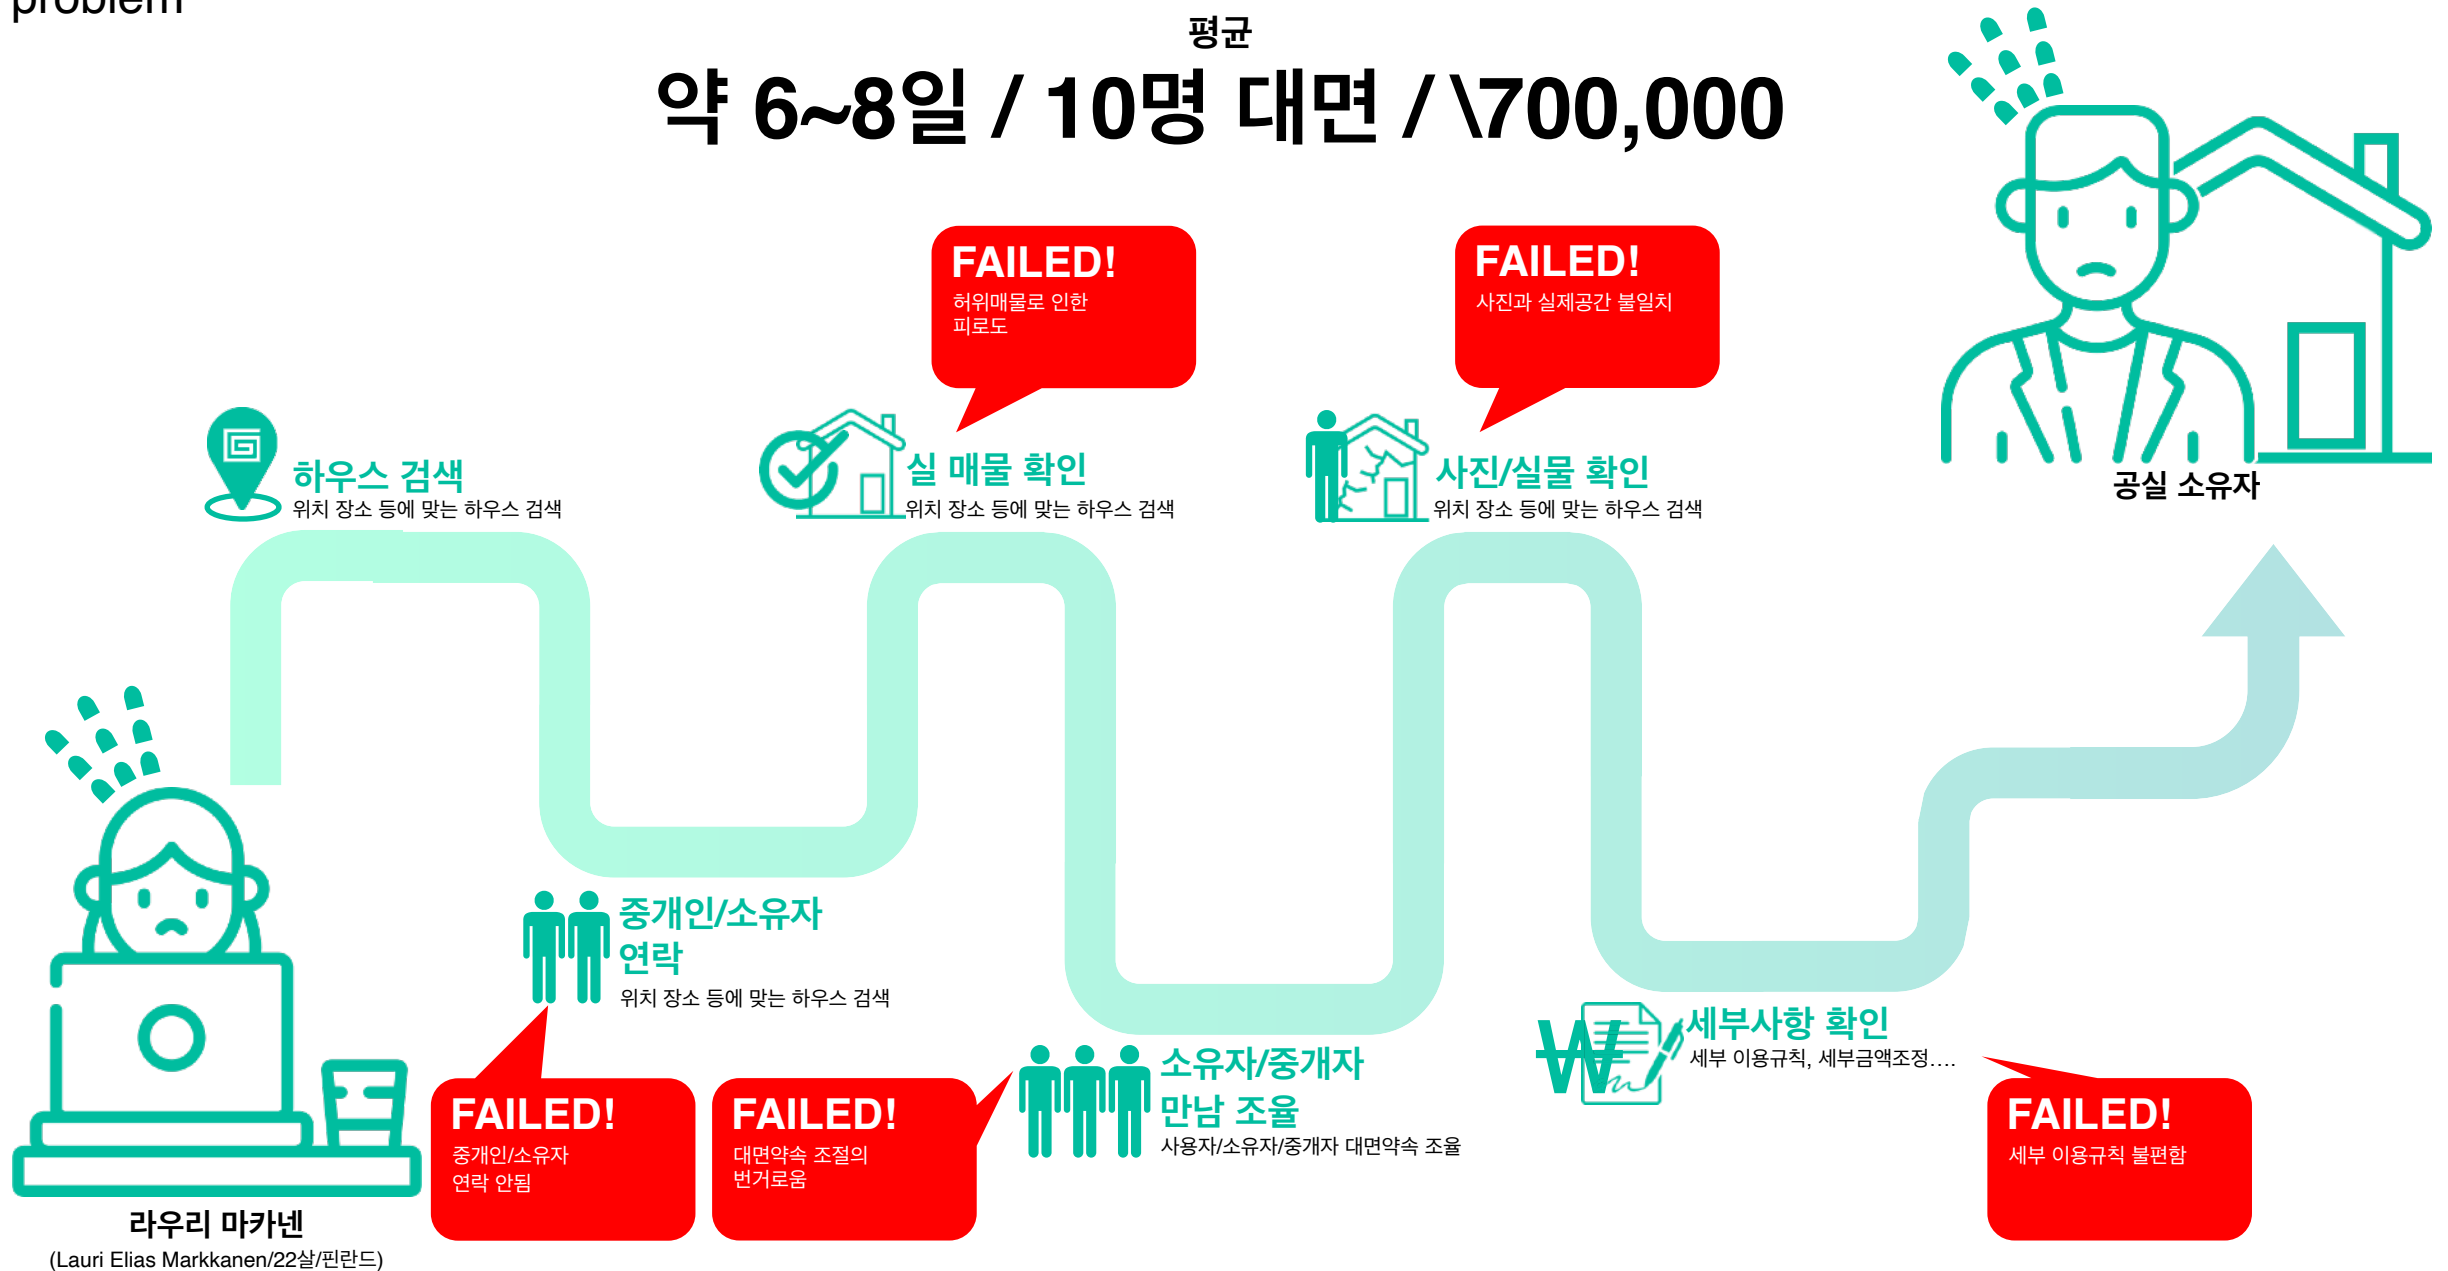 problem
평균
약 6~8일 / 10명 대면 / \700,000
FAILED!
허위매물로 인한
피로도
FAILED!
사진과 실제공간 불일치
하우스 검색
위치 장소 등에 맞는 하우스 검색
실 매물 확인
위치 장소 등에 맞는 하우스 검색
사진/실물 확인
위치 장소 등에 맞는 하우스 검색
공실 소유자
중개인/소유자
연락
위치 장소 등에 맞는 하우스 검색
소유자/중개자
만남 조율
사용자/소유자/중개자 대면약속 조율
W
세부사항 확인
세부 이용규칙, 세부금액조정....
FAILED!
중개인/소유자
연락 안됨
FAILED!
대면약속 조절의
번거로움
FAILED!
세부 이용규칙 불편함
라우리 마카넨
(Lauri Elias Markkanen/22살/핀란드)